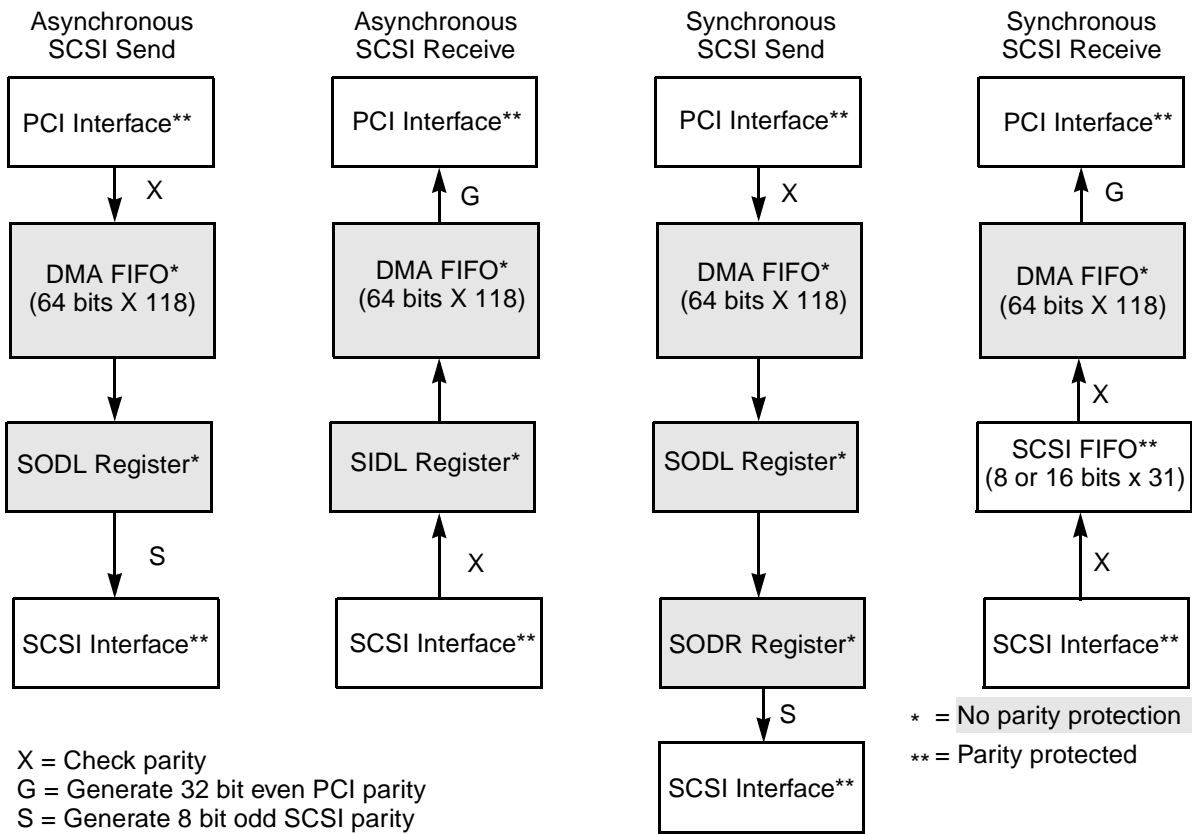 Asynchronous
SCSI Send
PCI Interface**
X
DMA FIFO*
(64 bits X 118)
SODL Register*
S
SCSI Interface**
Asynchronous
SCSI Receive
PCI Interface**
G
DMA FIFO*
(64 bits X 118)
SIDL Register*
X
SCSI Interface**
Synchronous
SCSI Send
PCI Interface**
X
DMA FIFO*
(64 bits X 118)
SODL Register*
SODR Register*
S
SCSI Interface**
Synchronous
SCSI Receive
PCI Interface**
G
DMA FIFO*
(64 bits X 118)
X
SCSI FIFO**
(8 or 16 bits x 31)
X
SCSI Interface**
X = Check parity
G = Generate 32 bit even PCI parity
S = Generate 8 bit odd SCSI parity
* = No parity protection
** = Parity protected